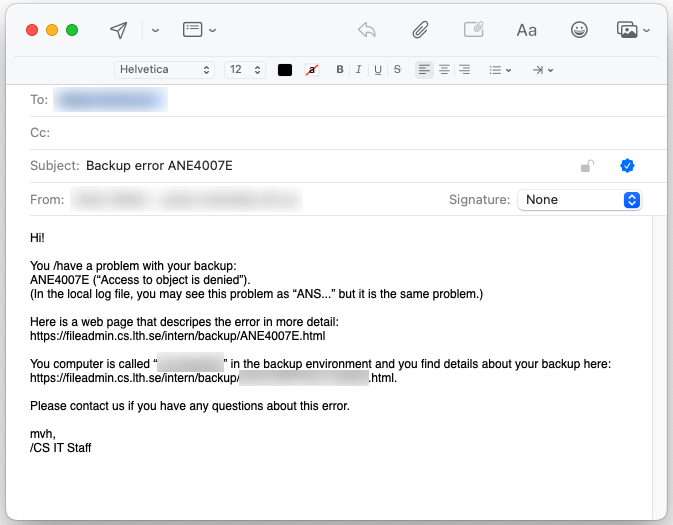 Aa
Helvetica
12
a
B I U S
To:
Cc:
Subject: Backup error ANE4007E
From:
Signature: None
Hi!
You /have a problem with your backup:
ANE4007E (“Access to object is denied”).
(In the local log file, you may see this problem as “ANS...” but it is the same problem.)
Here is a web page that descripes the error in more detail:
https://fileadmin.cs.lth.se/intern/backup/ANE4007E.html
You computer is called “ ” in the backup environment and you find details about your backup here:
https://fileadmin.cs.lth.se/intern/backup/ .html.
Please contact us if you have any questions about this error.
mvh,
/CS IT Staff